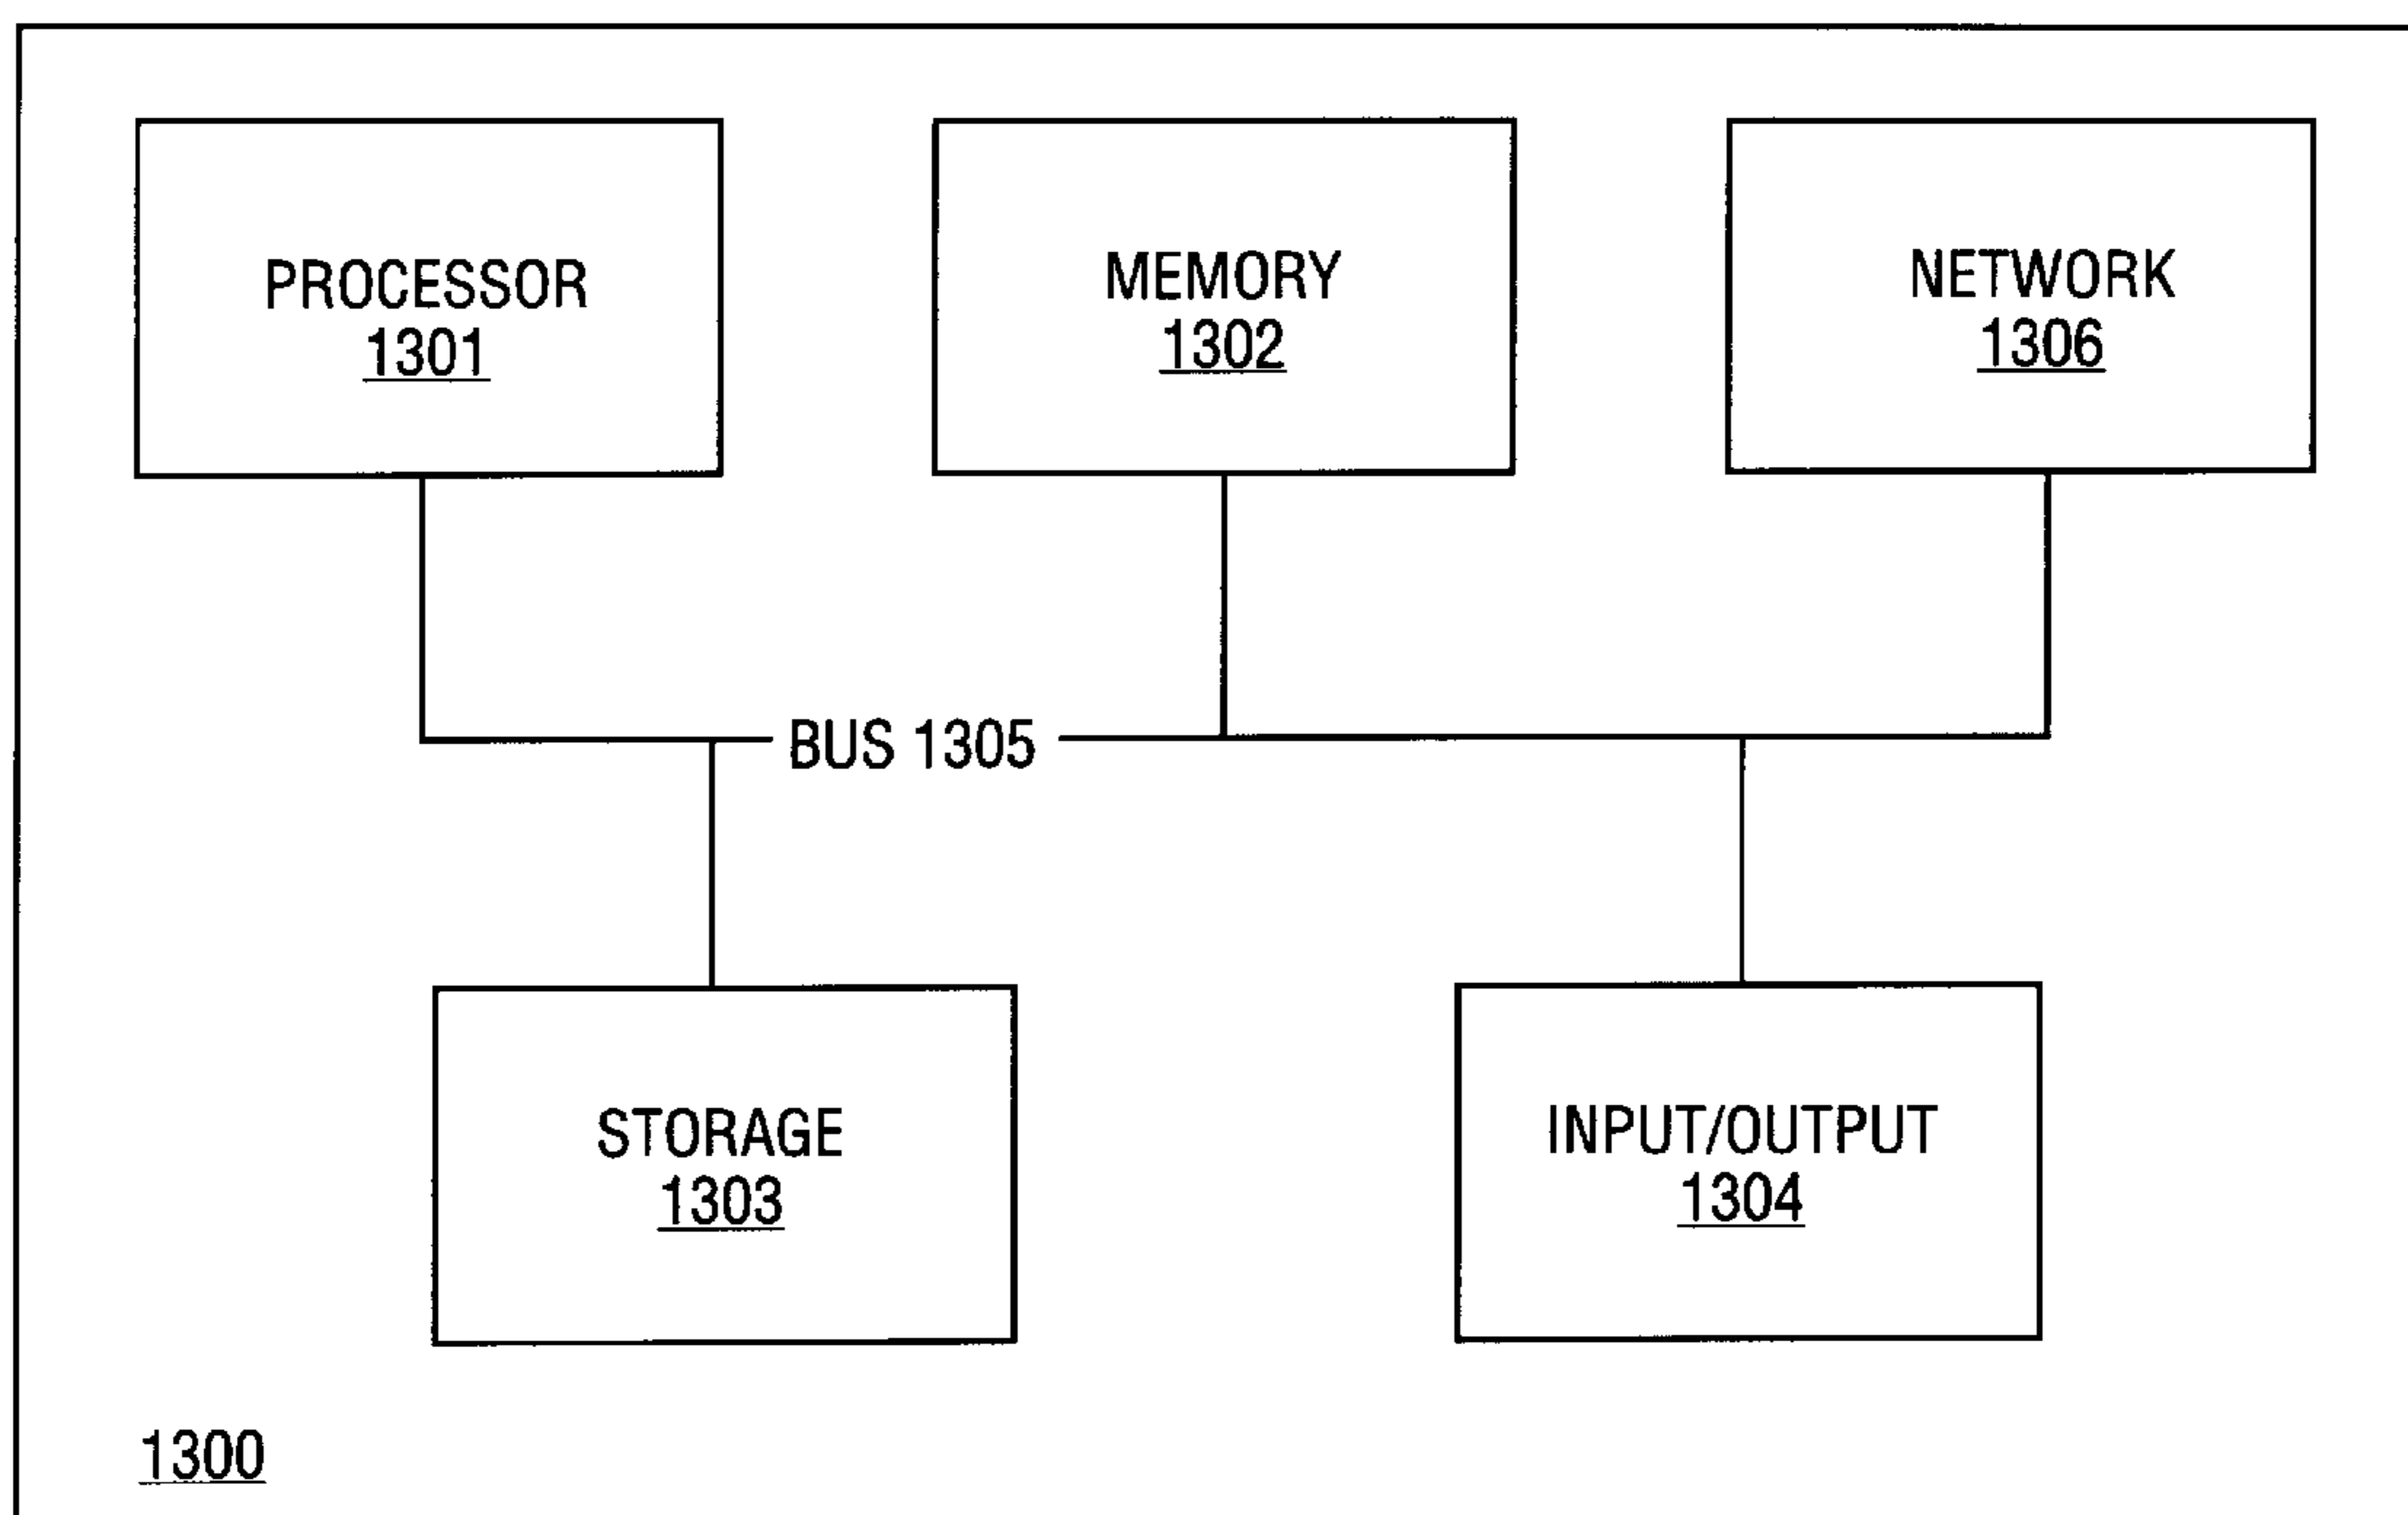 PROCESSOR
1301
MEMORY
1302
NETWORK
1306
BUS 1305
STORAGE
1303
INPUT/OUTPUT
1304
1300